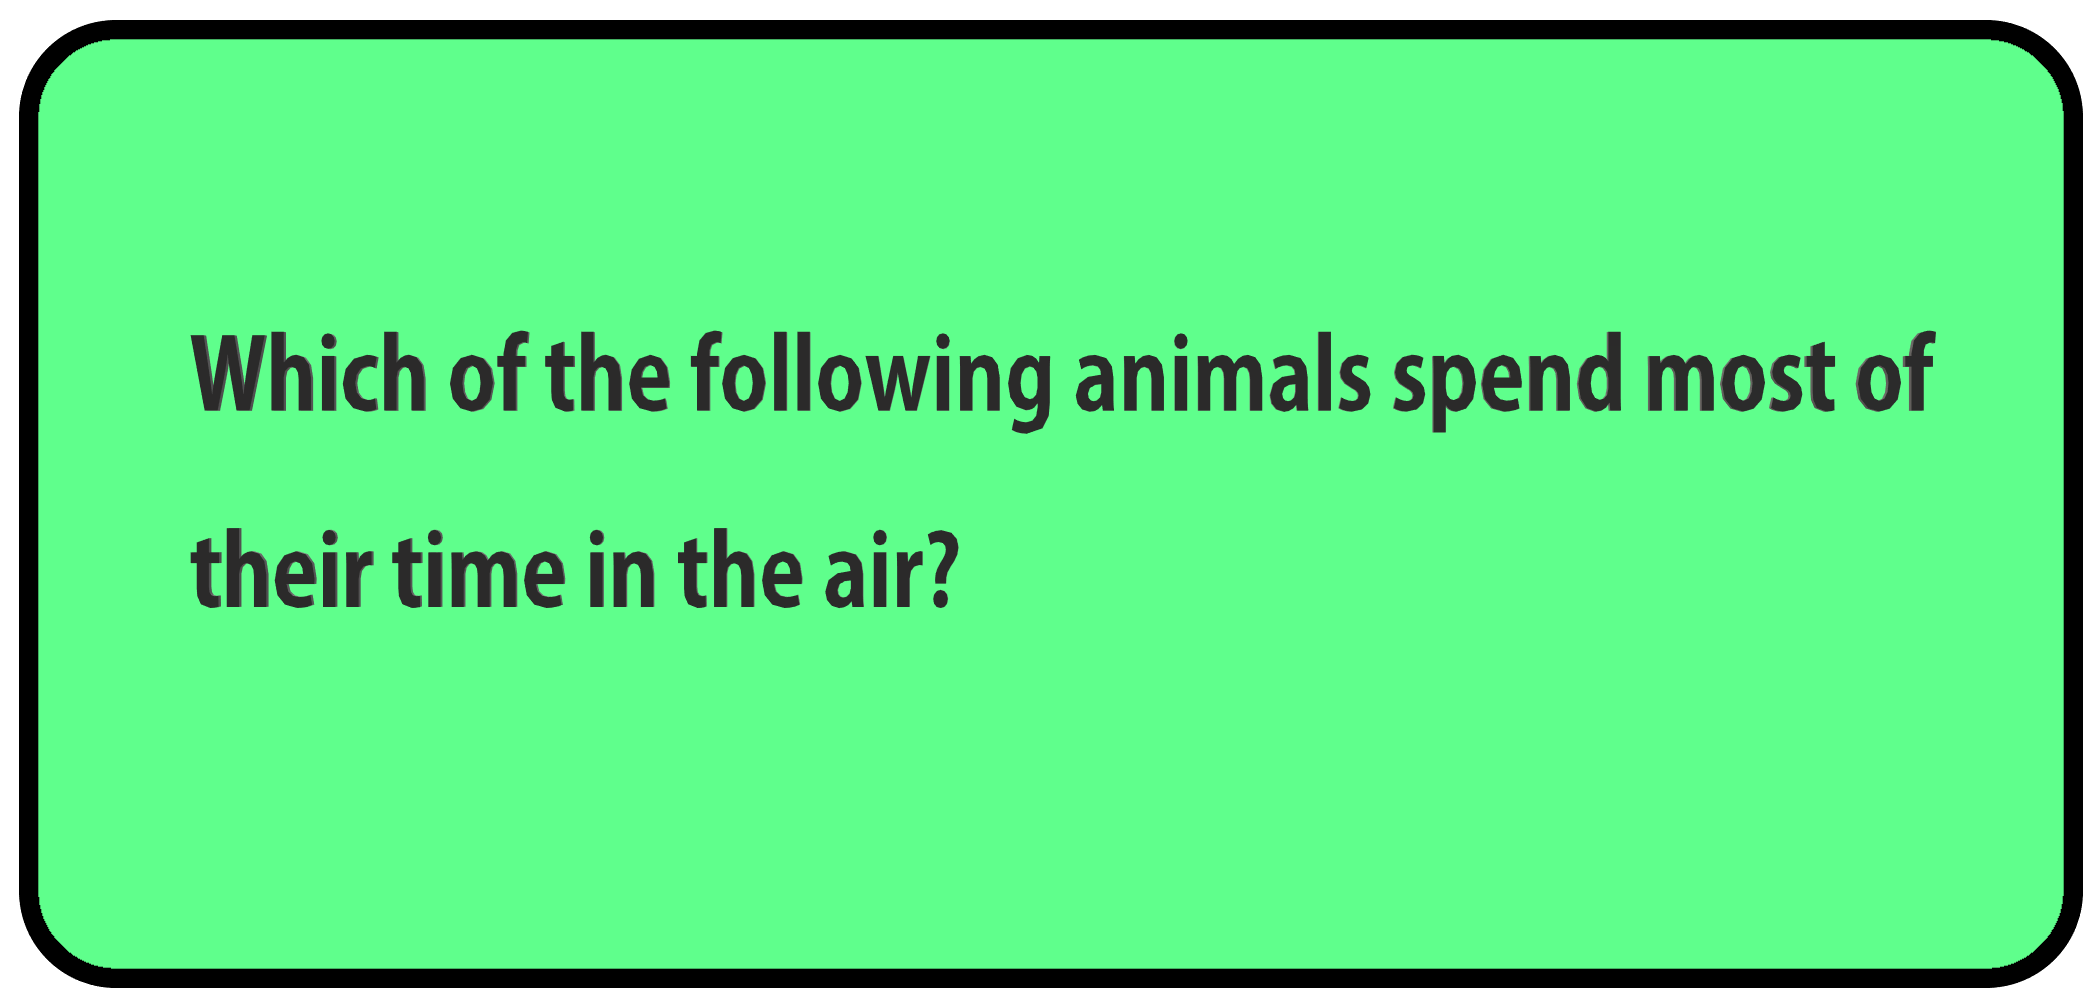 Which of the following animals spend most of
their time in the air?